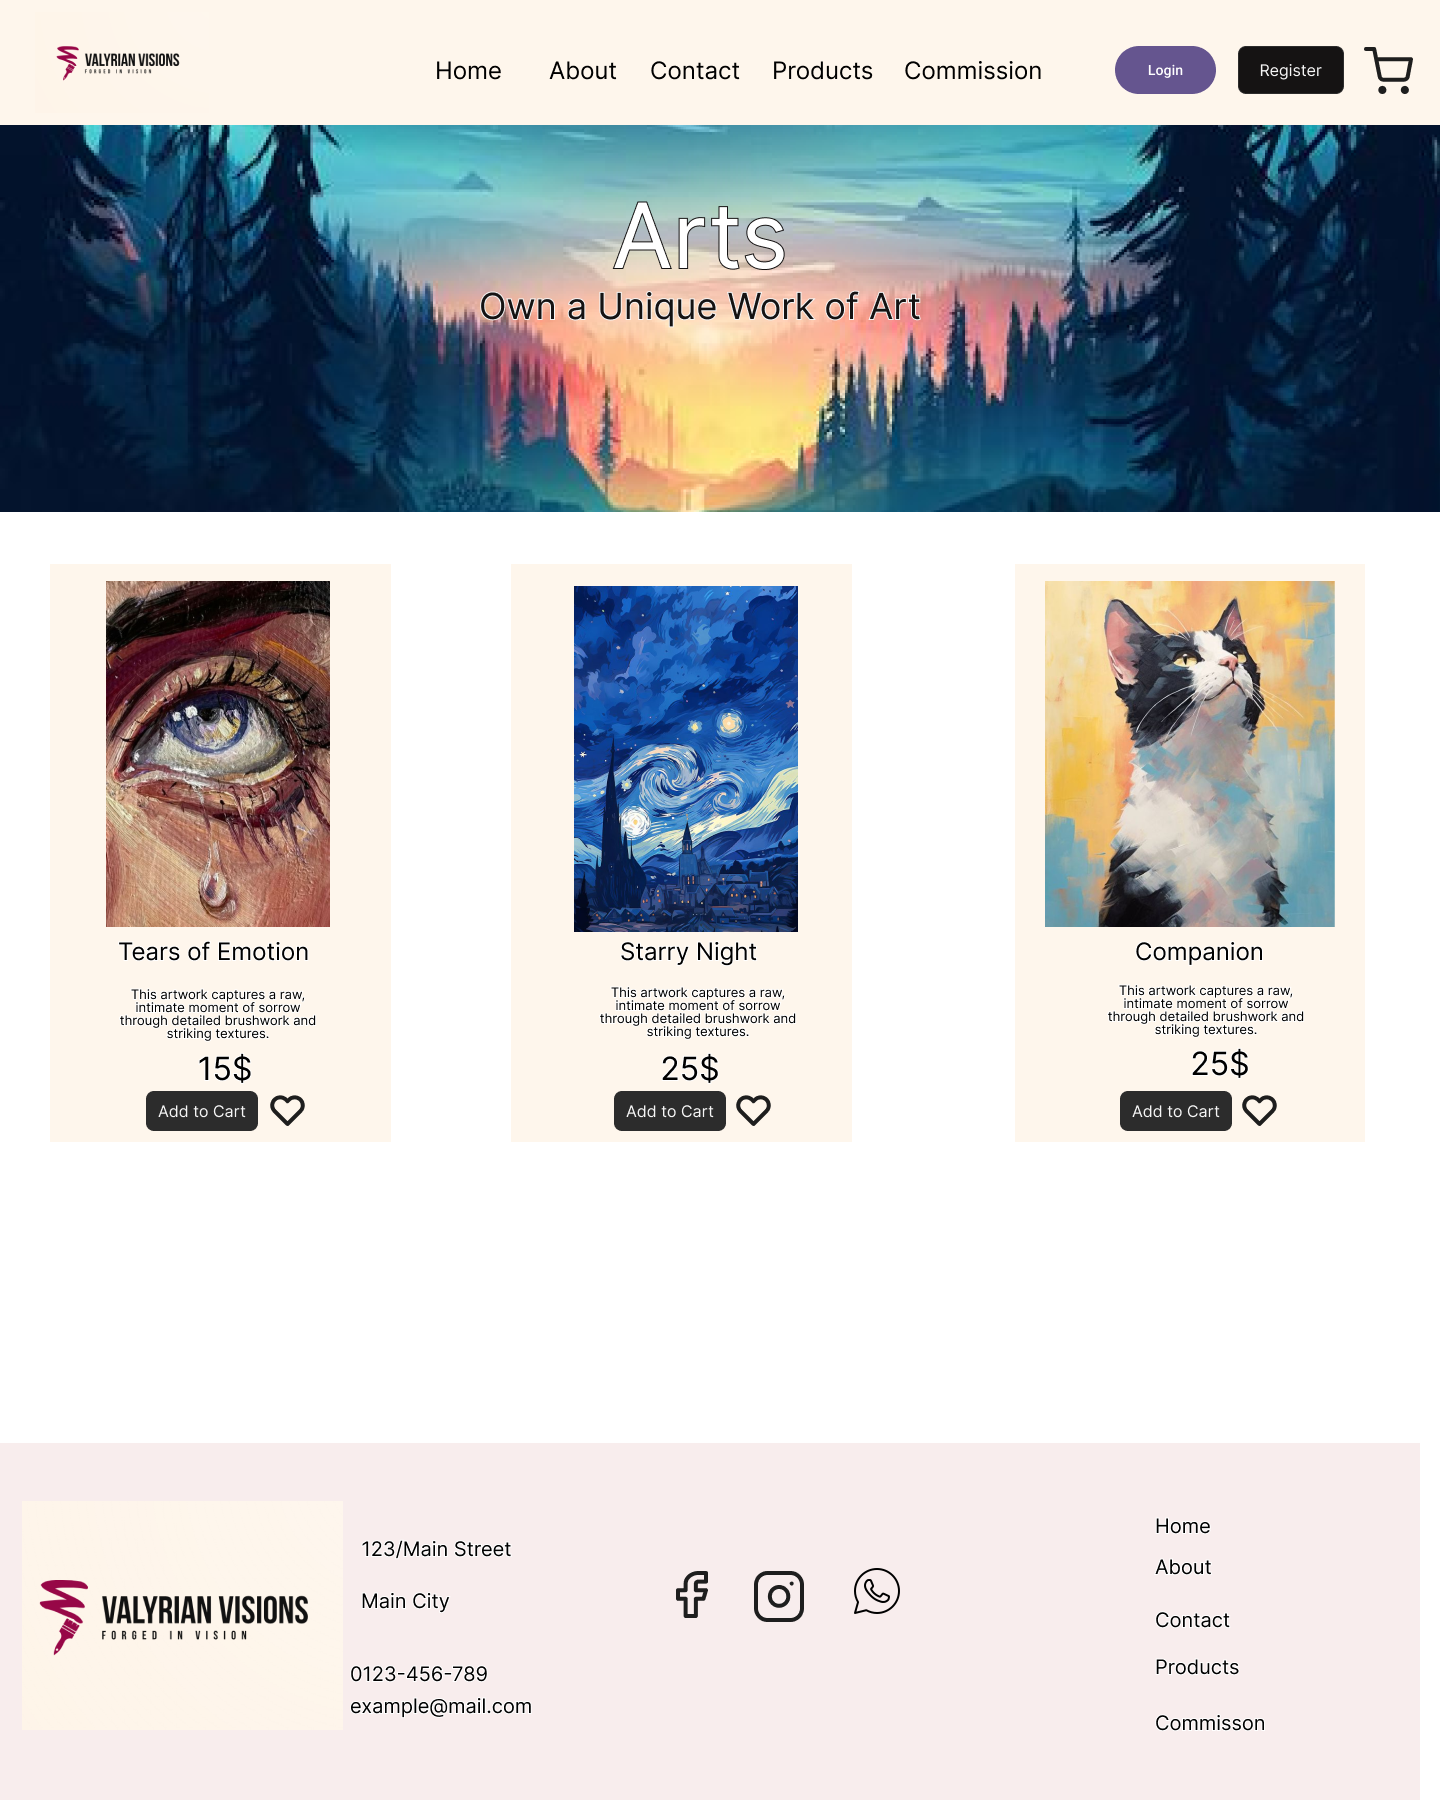 VALYRIAN VISIONS
FORGED IN VISION
Home About Contact Products Commission
Login
Register
Arts
Own a Unique Work of Art
Tears of Emotion
This artwork captures a raw,
intimate moment of sorrow
through detailed brushwork and
striking textures.
15$
Add to Cart
Starry Night
This artwork captures a raw,
intimate moment of sorrow
through detailed brushwork and
striking textures.
25$
Add to Cart
Companion
This artwork captures a raw,
intimate moment of sorrow
through detailed brushwork and
striking textures.
25$
Add to Cart
VALYRIAN VISIONS
FORGED IN VISION
123/Main Street
Main City
0123-456-789
example@mail.com
Home
About
Contact
Products
Commisson